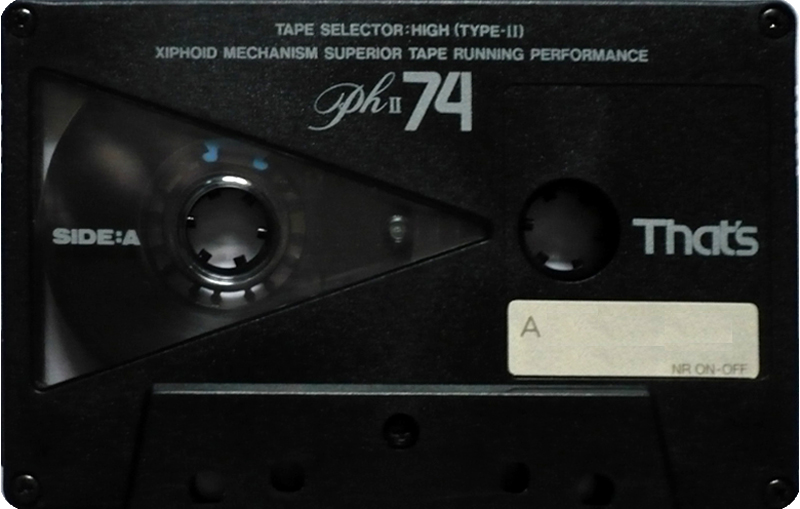 TAPE SELECTOR:HIGH (TYPE-II)
XIPHOID MECHANISM SUPERIOR TAPE RUNNING PERFORMANCE
Ph II 74
SIDE:A
That's
A
NR ON-OFF